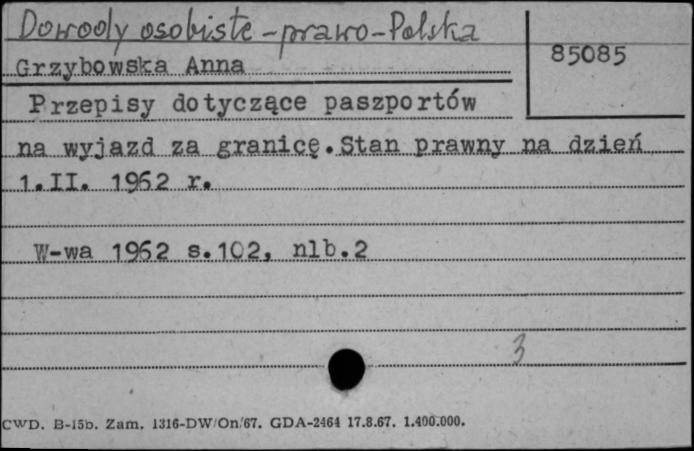 Dowody osobiste - prawo - Polska
85085
Grzybowska Anna
Przepisy dotyczące paszportów
na wyjazd za granicę. Stan prawny na dzień
1.II. 1962 r.
W-wa 1962 s.102, nlb.2
3
CWD. B-15b. Zam. 1316-DW/On/67. GDA-2464 17.8.67. 1.400.000.